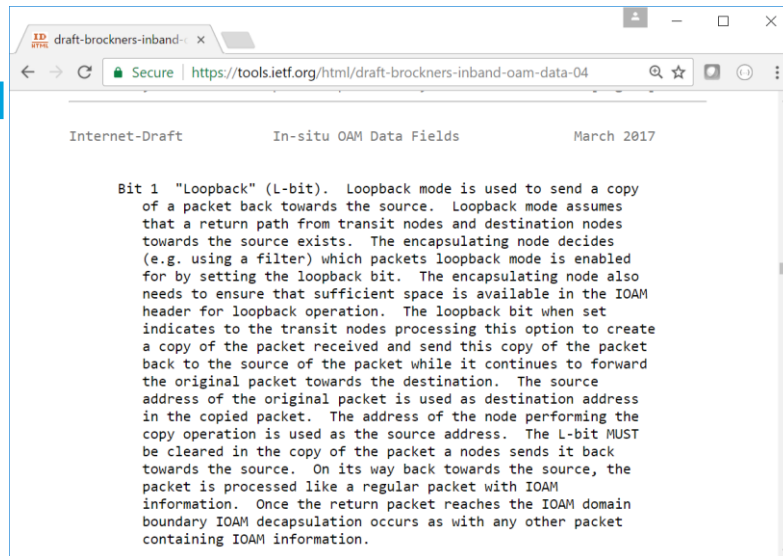 ID
HTML
draft-brockners-inband-
Secure | https://tools.ietf.org/html/draft-brockners-inband-oam-data-04
Internet-Draft In-situ OAM Data Fields March 2017
Bit 1 "Loopback" (L-bit). Loopback mode is used to send a copy
of a packet back towards the source. Loopback mode assumes
that a return path from transit nodes and destination nodes
towards the source exists. The encapsulating node decides
(e.g. using a filter) which packets loopback mode is enabled
for by setting the loopback bit. The encapsulating node also
needs to ensure that sufficient space is available in the IOAM
header for loopback operation. The loopback bit when set
indicates to the transit nodes processing this option to create
a copy of the packet received and send this copy of the packet
back to the source of the packet while it continues to forward
the original packet towards the destination. The source
address of the original packet is used as destination address
in the copied packet. The address of the node performing the
copy operation is used as the source address. The L-bit MUST
be cleared in the copy of the packet a nodes sends it back
towards the source. On its way back towards the source, the
packet is processed like a regular packet with IOAM
information. Once the return packet reaches the IOAM domain
boundary IOAM decapsulation occurs as with any other packet
containing IOAM information.